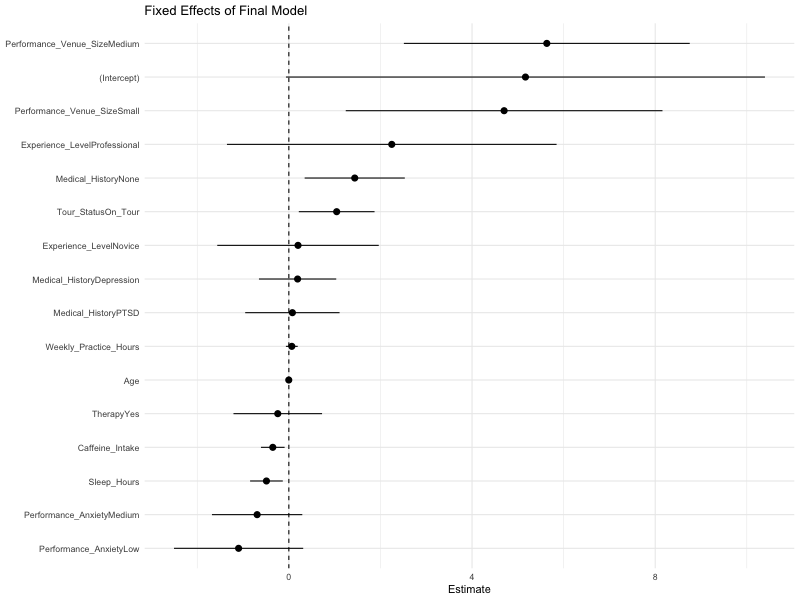 Fixed Effects of Final Model
Performance_Venue_SizeMedium
(Intercept)
Performance_Venue_SizeSmall
Experience_LevelProfessional
Medical_HistoryNone
Tour_StatusOn_Tour
Experience_LevelNovice
Medical_HistoryDepression
Medical_HistoryPTSD
Weekly_Practice_Hours
Age
TherapyYes
Caffeine_Intake
Sleep_Hours
Performance_AnxietyMedium
Performance_AnxietyLow
0 4 8
Estimate